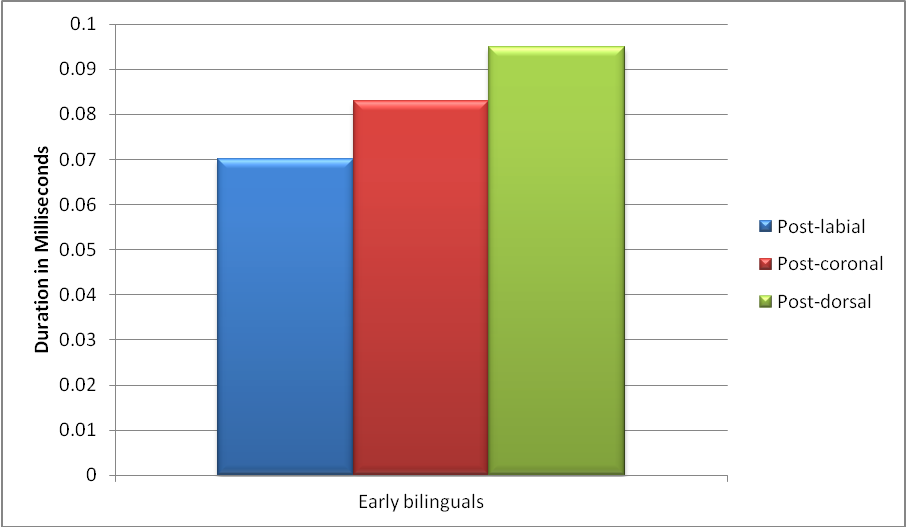 0.1
0.09
0.08
0.07
0.06
0.05
0.04
0.03
0.02
0.01
0
Duration in Milliseconds
Early bilinguals
Post-labial
Post-coronal
Post-dorsal